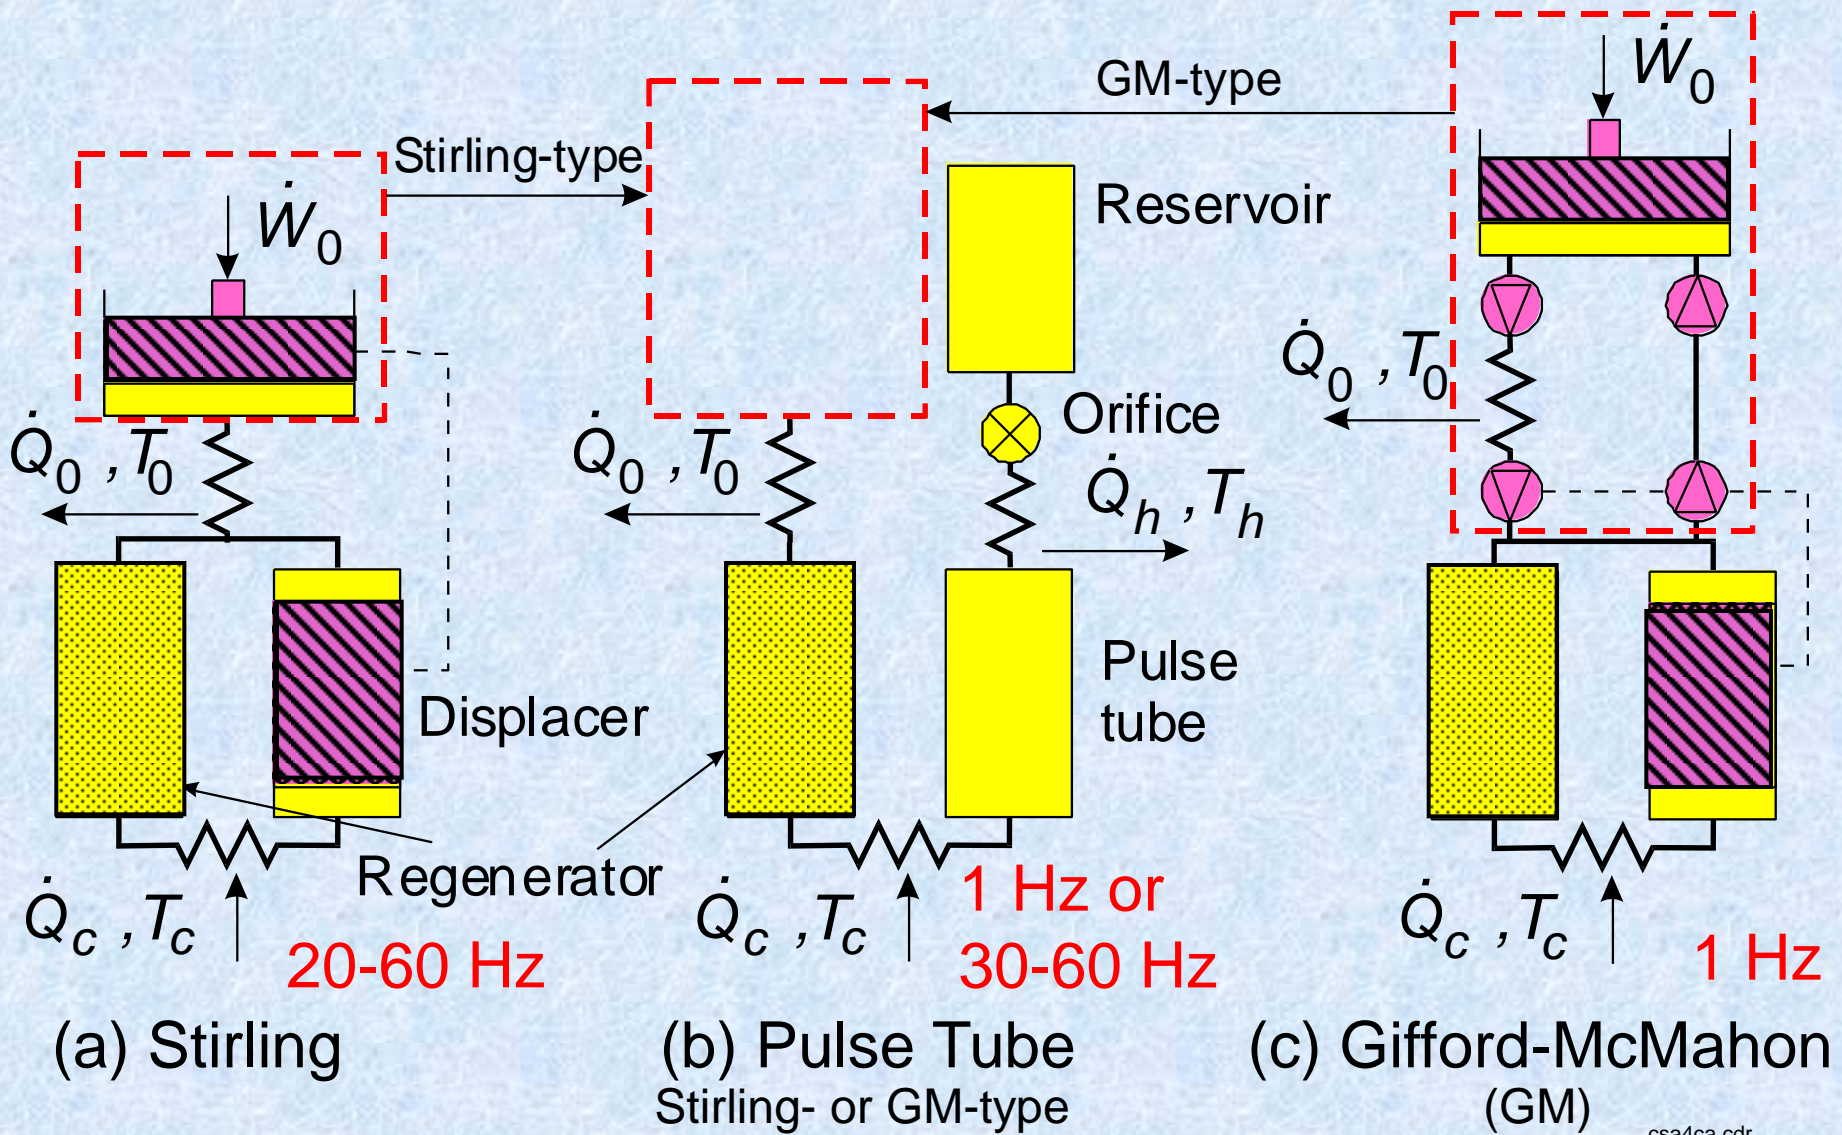 GM-type
Ẇ0
Stirling-type
Ẇ0
Reservoir
Q̇0 , T0
Orifice
Q̇0 , T0
Q̇0 , T0
Q̇h , Th
Pulse
tube
Displacer
Regenerator
Q̇c , Tc
20-60 Hz
Q̇c , Tc
1 Hz or
30-60 Hz
Q̇c , Tc
1 Hz
(a) Stirling
(b) Pulse Tube
Stirling- or GM-type
(c) Gifford-McMahon
(GM)
csa4ca.cdr